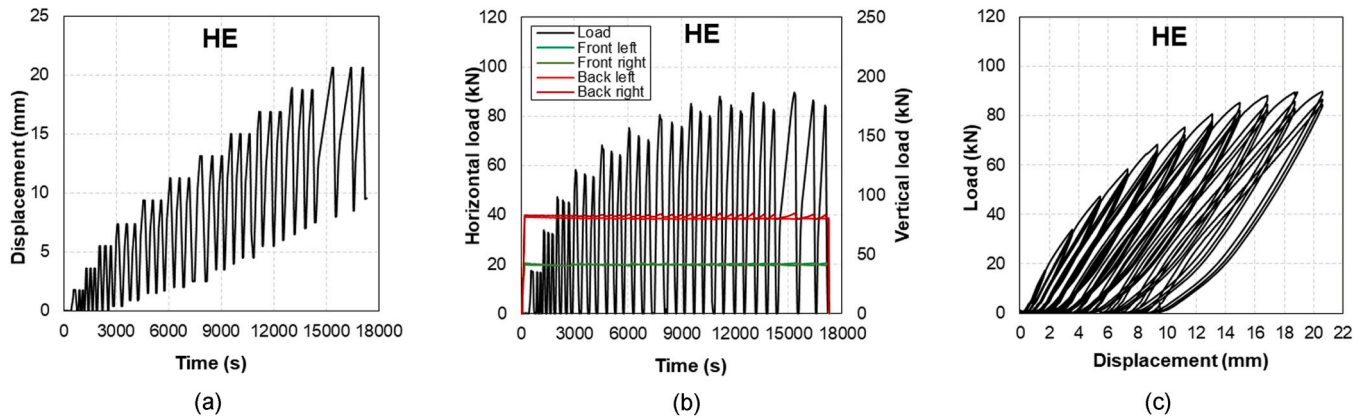 HE
Displacement (mm)
25
20
15
10
5
0
0 3000 6000 9000 12000 15000 18000
Time (s)
(a)
HE
Load
Front left
Front right
Back left
Back right
Horizontal load (kN)
120
100
80
60
40
20
0
Vertical load (kN)
250
200
150
100
50
0
0 3000 6000 9000 12000 15000 18000
Time (s)
(b)
HE
Load (kN)
120
100
80
60
40
20
0
0 2 4 6 8 10 12 14 16 18 20 22
Displacement (mm)
(c)